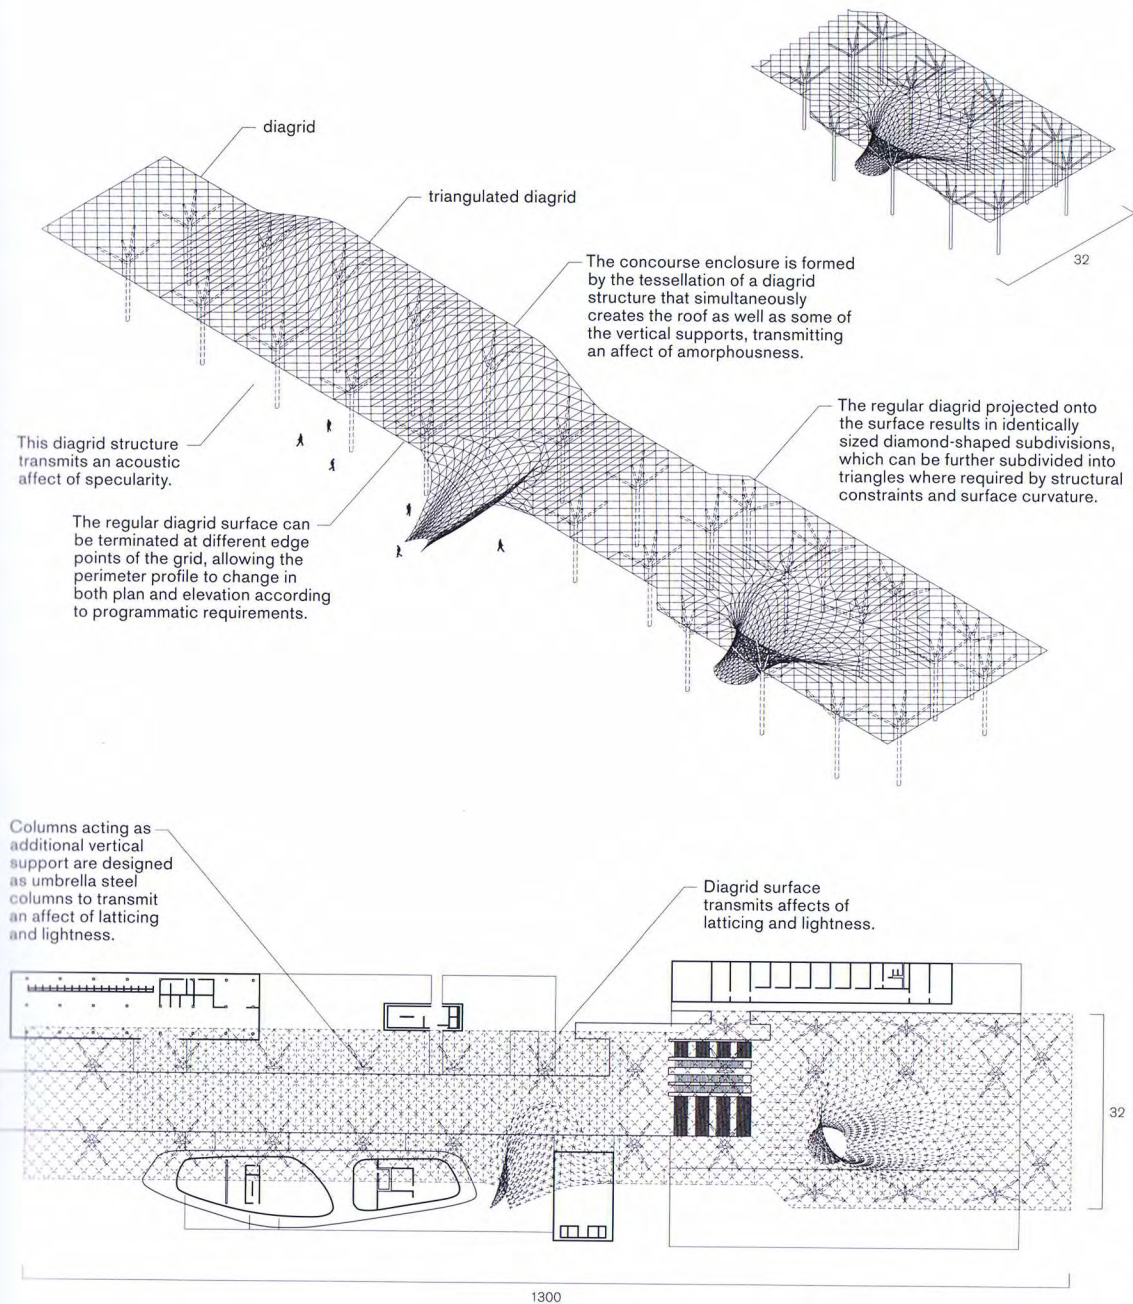 diagrid
triangulated diagrid
The concourse enclosure is formed
by the tessellation of a diagrid
structure that simultaneously
creates the roof as well as some of
the vertical supports, transmitting
an affect of amorphousness.
32
The regular diagrid projected onto
the surface results in identically
sized diamond-shaped subdivisions,
which can be further subdivided into
triangles where required by structural
constraints and surface curvature.
This diagrid structure
transmits an acoustic
affect of specularity.
The regular diagrid surface can
be terminated at different edge
points of the grid, allowing the
perimeter profile to change in
both plan and elevation according
to programmatic requirements.
Columns acting as
additional vertical
support are designed
as umbrella steel
columns to transmit
an affect of latticing
and lightness.
Diagrid surface
transmits affects of
latticing and lightness.
32
1300